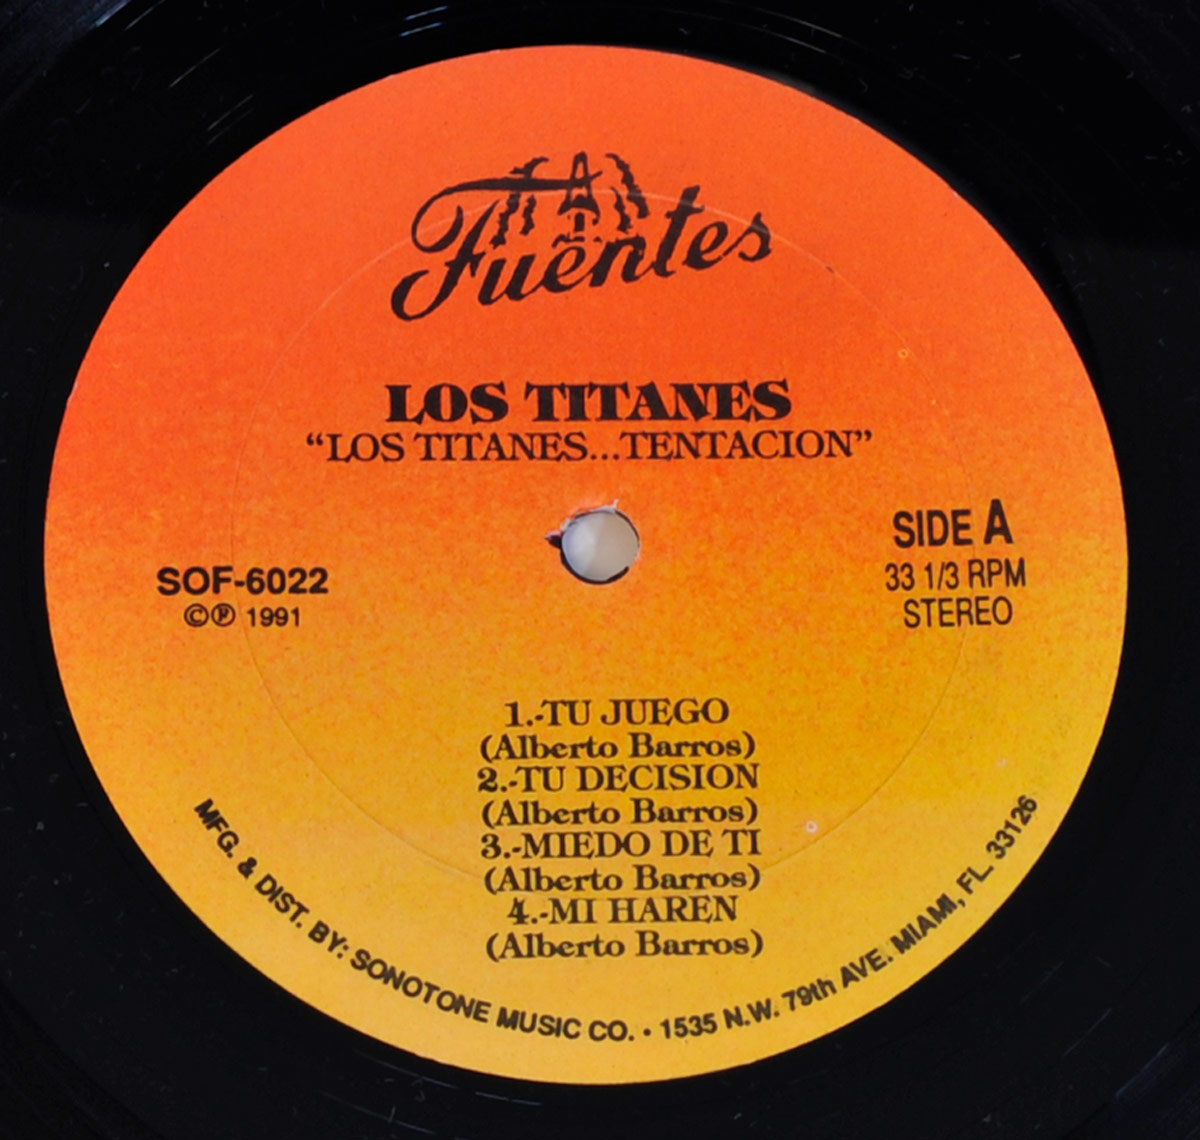 Fuentes
LOS TITANES
“LOS TITANES...TENTACION”
SOF-6022
©℗ 1991
SIDE A
33 1/3 RPM
STEREO
1.-TU JUEGO
(Alberto Barros)
2.-TU DECISION
(Alberto Barros)
3.-MIEDO DE TI
(Alberto Barros)
4.-MI HAREN
(Alberto Barros)
MFG. & DIST. BY: SONOTONE MUSIC CO. • 1535 N.W. 79th AVE. MIAMI, FL. 33126